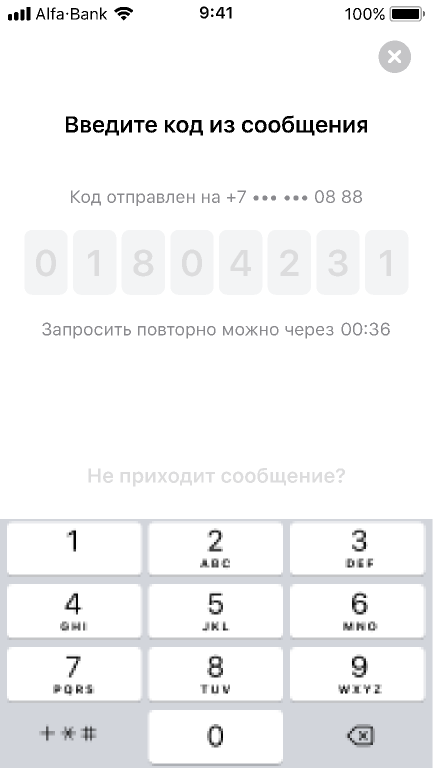 Alfa·Bank 9:41 100%
Введите код из сообщения
Код отправлен на +7 ••• ••• 08 88
0 1 8 0 4 2 3 1
Запросить повторно можно через 00:36
Не приходит сообщение?
1 2 3
ABC DEF
4 5 6
GHI JKL MNO
7 8 9
PQRS TUV WXYZ
+*# 0